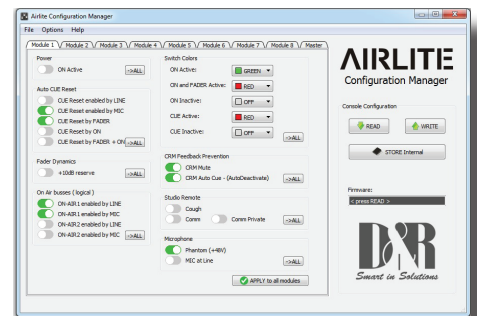 Airlite Configuration Manager
File Options Help
Module 1 Module 2 Module 3 Module 4 Module 5 Module 6 Module 7 Module 8 Master
Power
ON Active ->ALL
Auto CUE Reset
CUE Reset enabled by LINE
CUE Reset enabled by MIC
CUE Reset by FADER
CUE Reset by ON
CUE Reset by FADER + ON ->ALL
Fader Dynamics
+10dB reserve ->ALL
On Air busses ( logical )
ON-AIR1 enabled by LINE
ON-AIR1 enabled by MIC
ON-AIR2 enabled by LINE
ON-AIR2 enabled by MIC ->ALL
Switch Colors
ON Active: GREEN
ON and FADER Active: RED
ON Inactive: OFF
CUE Active: RED
CUE Inactive: OFF
->ALL
CRM Feedback Prevention
CRM Mute
CRM Auto Cue - (AutoDeactivate) ->ALL
Studio Remote
Cough
Comm Comm Private ->ALL
Microphone
Phantom (+48V)
MIC at Line ->ALL
APPLY to all modules
AIRLITE
Configuration Manager
Console Configuration
READ WRITE
STORE Internal
Firmware:
< press READ >
D&R
Smart in Solutions